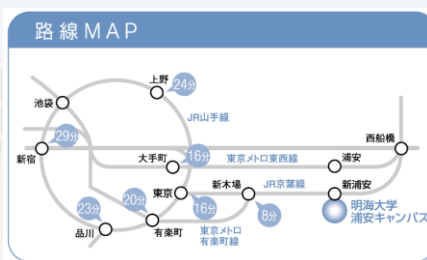 路線MAP
上野
24分
池袋
JR山手線
29分
新宿
大手町
16分
東京メトロ東西線
浦安
西船橋
東京
16分
新木場
JR京葉線
新浦安
23分
品川
20分
有楽町
東京メトロ
有楽町線
8分
明海大学
浦安キャンパス